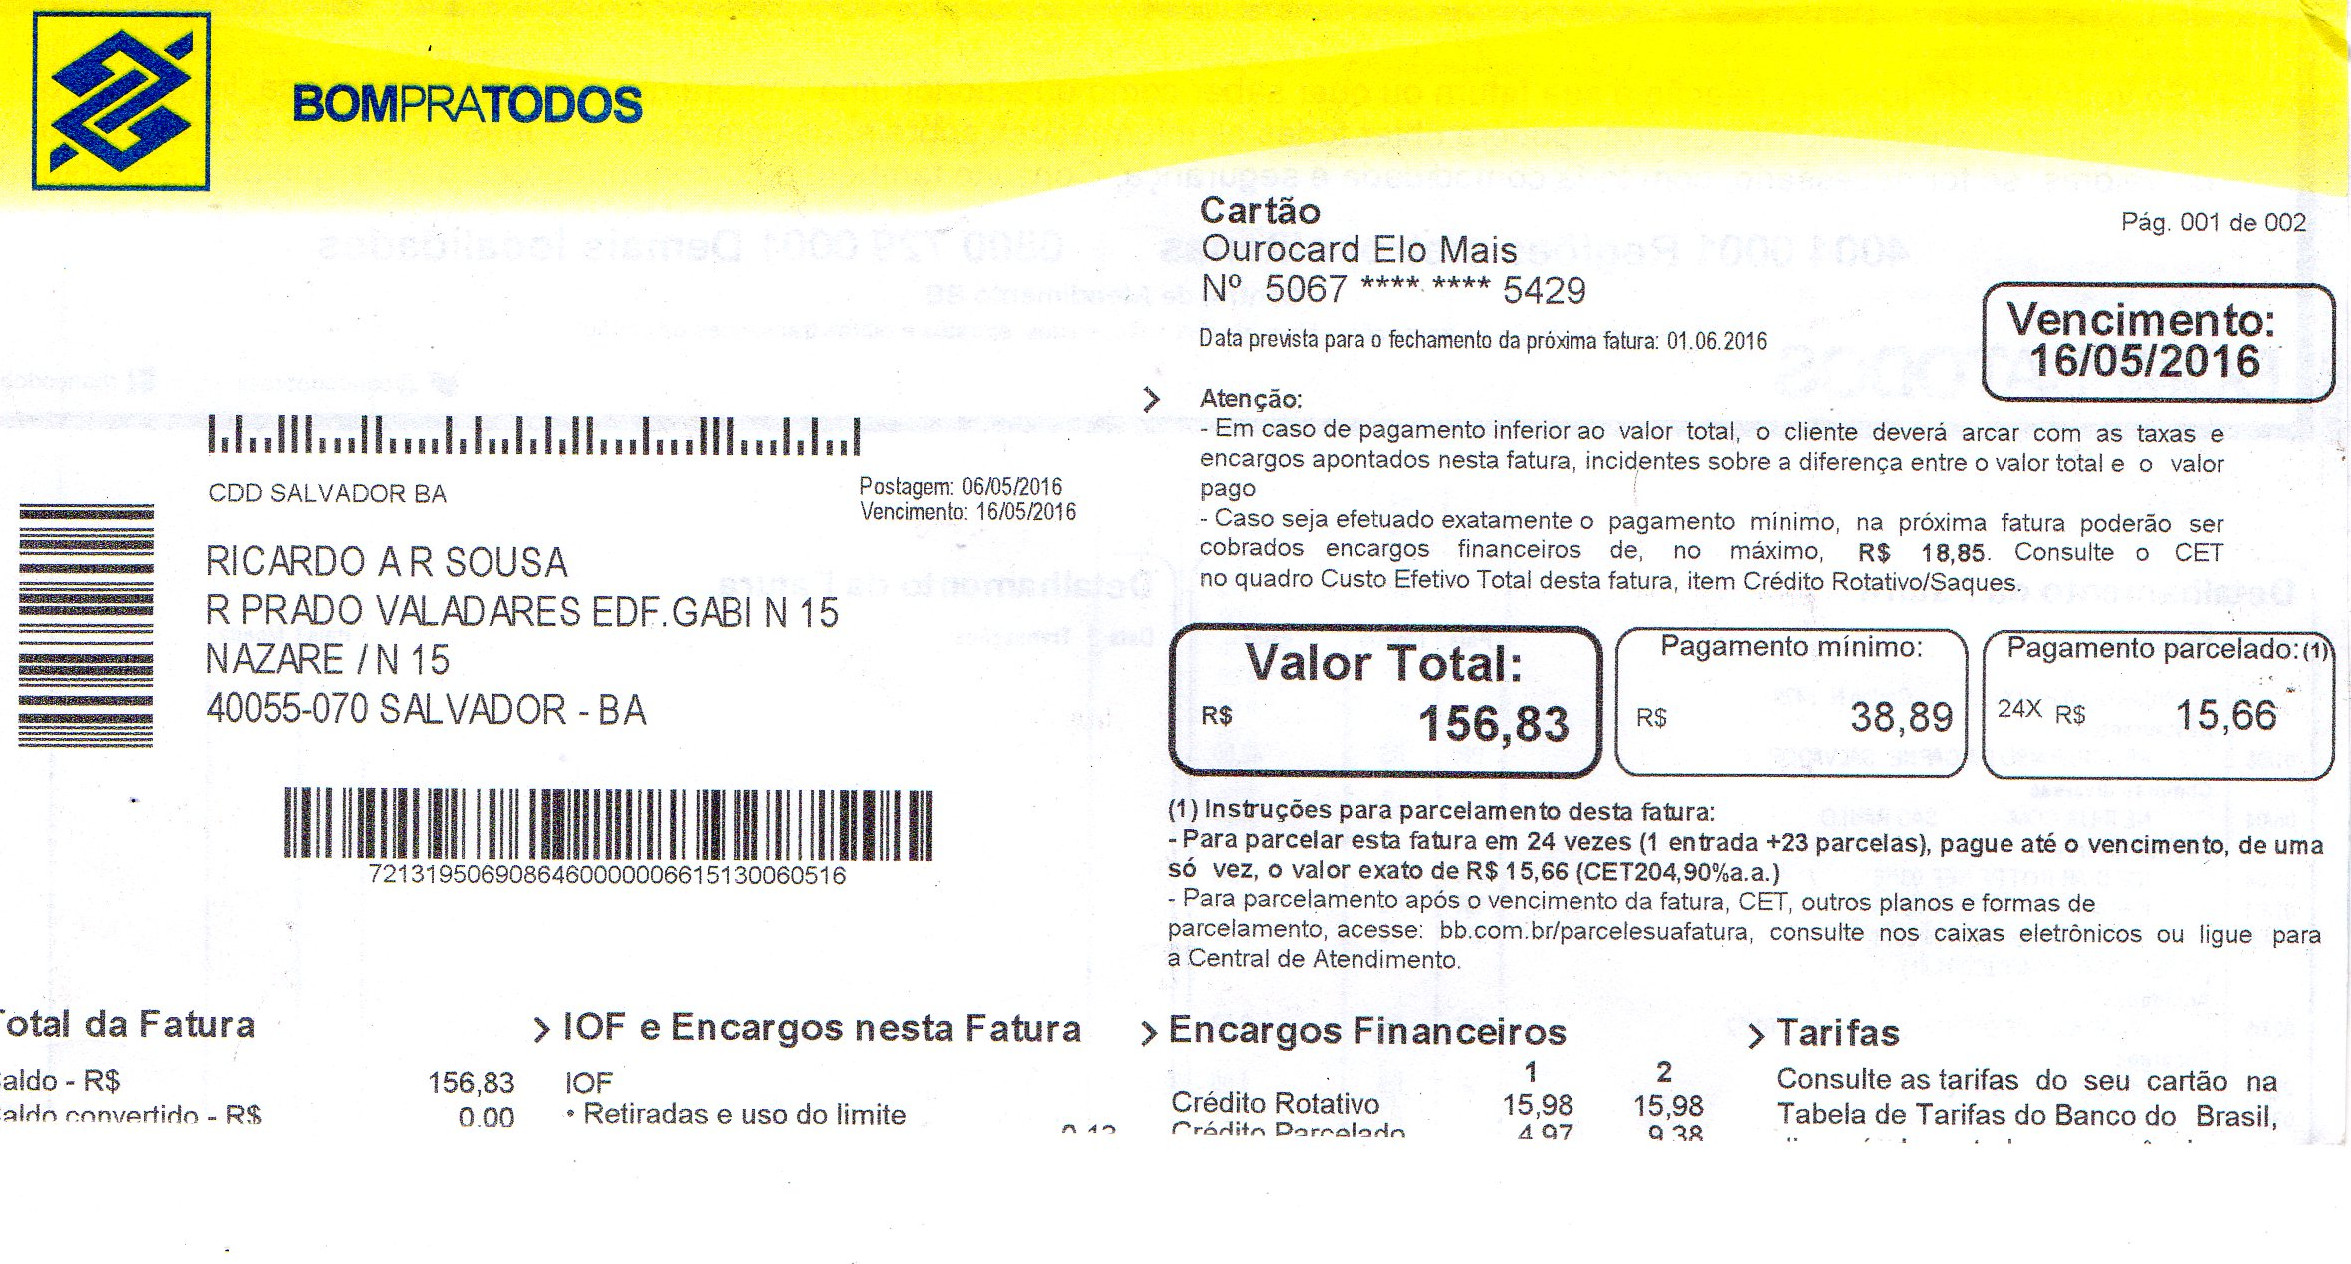 BOMPRATODOS
Cartão
Ourocard Elo Mais
Nº 5067 **** **** 5429
Pág. 001 de 002
Data prevista para o fechamento da próxima fatura: 01.06.2016
Vencimento:
16/05/2016
Atenção:
- Em caso de pagamento inferior ao valor total, o cliente deverá arcar com as taxas e
encargos apontados nesta fatura, incidentes sobre a diferença entre o valor total e o valor
pago
- Caso seja efetuado exatamente o pagamento mínimo, na próxima fatura poderão ser
cobrados encargos financeiros de, no máximo, R$ 18,85. Consulte o CET
no quadro Custo Efetivo Total desta fatura, item Crédito Rotativo/Saques.
CDD SALVADOR BA
Postagem: 06/05/2016
Vencimento: 16/05/2016
RICARDO A R SOUSA
R PRADO VALADARES EDF.GABI N 15
NAZARE / N 15
40055-070 SALVADOR - BA
7213195069086460000006615130060516
Valor Total:
R$ 156,83
Pagamento mínimo:
R$ 38,89
Pagamento parcelado:(1)
24X R$ 15,66
(1) Instruções para parcelamento desta fatura:
- Para parcelar esta fatura em 24 vezes (1 entrada +23 parcelas), pague até o vencimento, de uma
só vez, o valor exato de R$ 15,66 (CET204,90%a.a.)
- Para parcelamento após o vencimento da fatura, CET, outros planos e formas de
parcelamento, acesse: bb.com.br/parcelesuafatura, consulte nos caixas eletrônicos ou ligue para
a Central de Atendimento.
otal da Fatura
aldo - R$ 156,83
aldo convertido - R$ 0.00
> IOF e Encargos nesta Fatura
IOF
• Retiradas e uso do limite
> Encargos Financeiros
1 2
Crédito Rotativo 15,98 15,98
Crédito Parcelado 4,97 9,38
> Tarifas
Consulte as tarifas do seu cartão na
Tabela de Tarifas do Banco do Brasil,